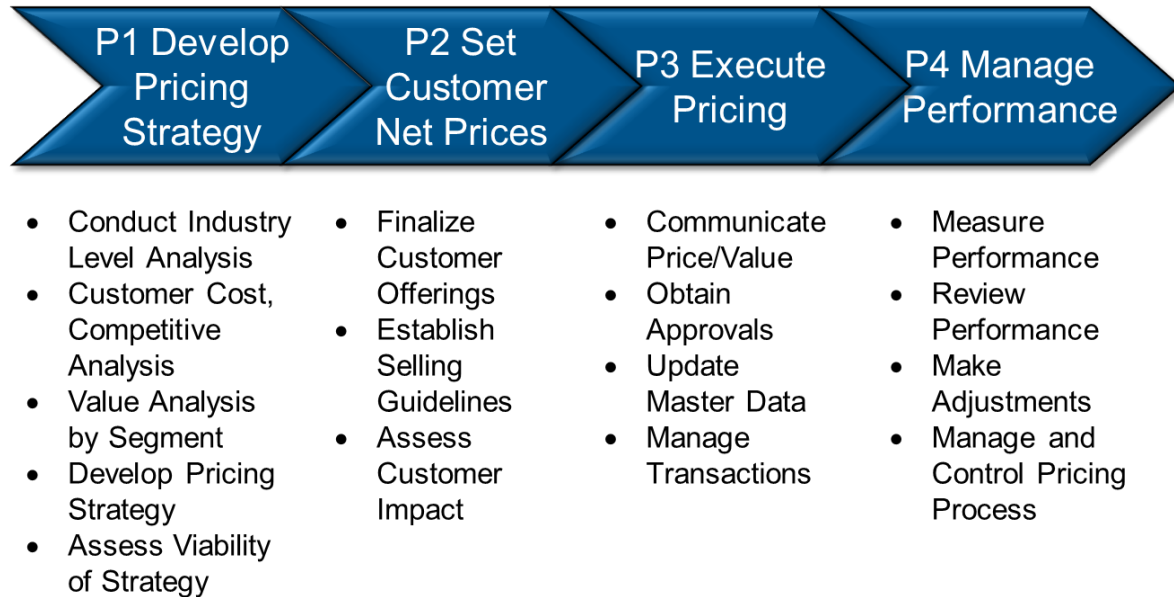 P1 Develop
Pricing
Strategy
P2 Set
Customer
Net Prices
P3 Execute
Pricing
P4 Manage
Performance
• Conduct Industry
Level Analysis
• Customer Cost,
Competitive
Analysis
• Value Analysis
by Segment
• Develop Pricing
Strategy
• Assess Viability
of Strategy
• Finalize
Customer
Offerings
• Establish
Selling
Guidelines
• Assess
Customer
Impact
• Communicate
Price/Value
• Obtain
Approvals
• Update
Master Data
• Manage
Transactions
• Measure
Performance
• Review
Performance
• Make
Adjustments
• Manage and
Control Pricing
Process